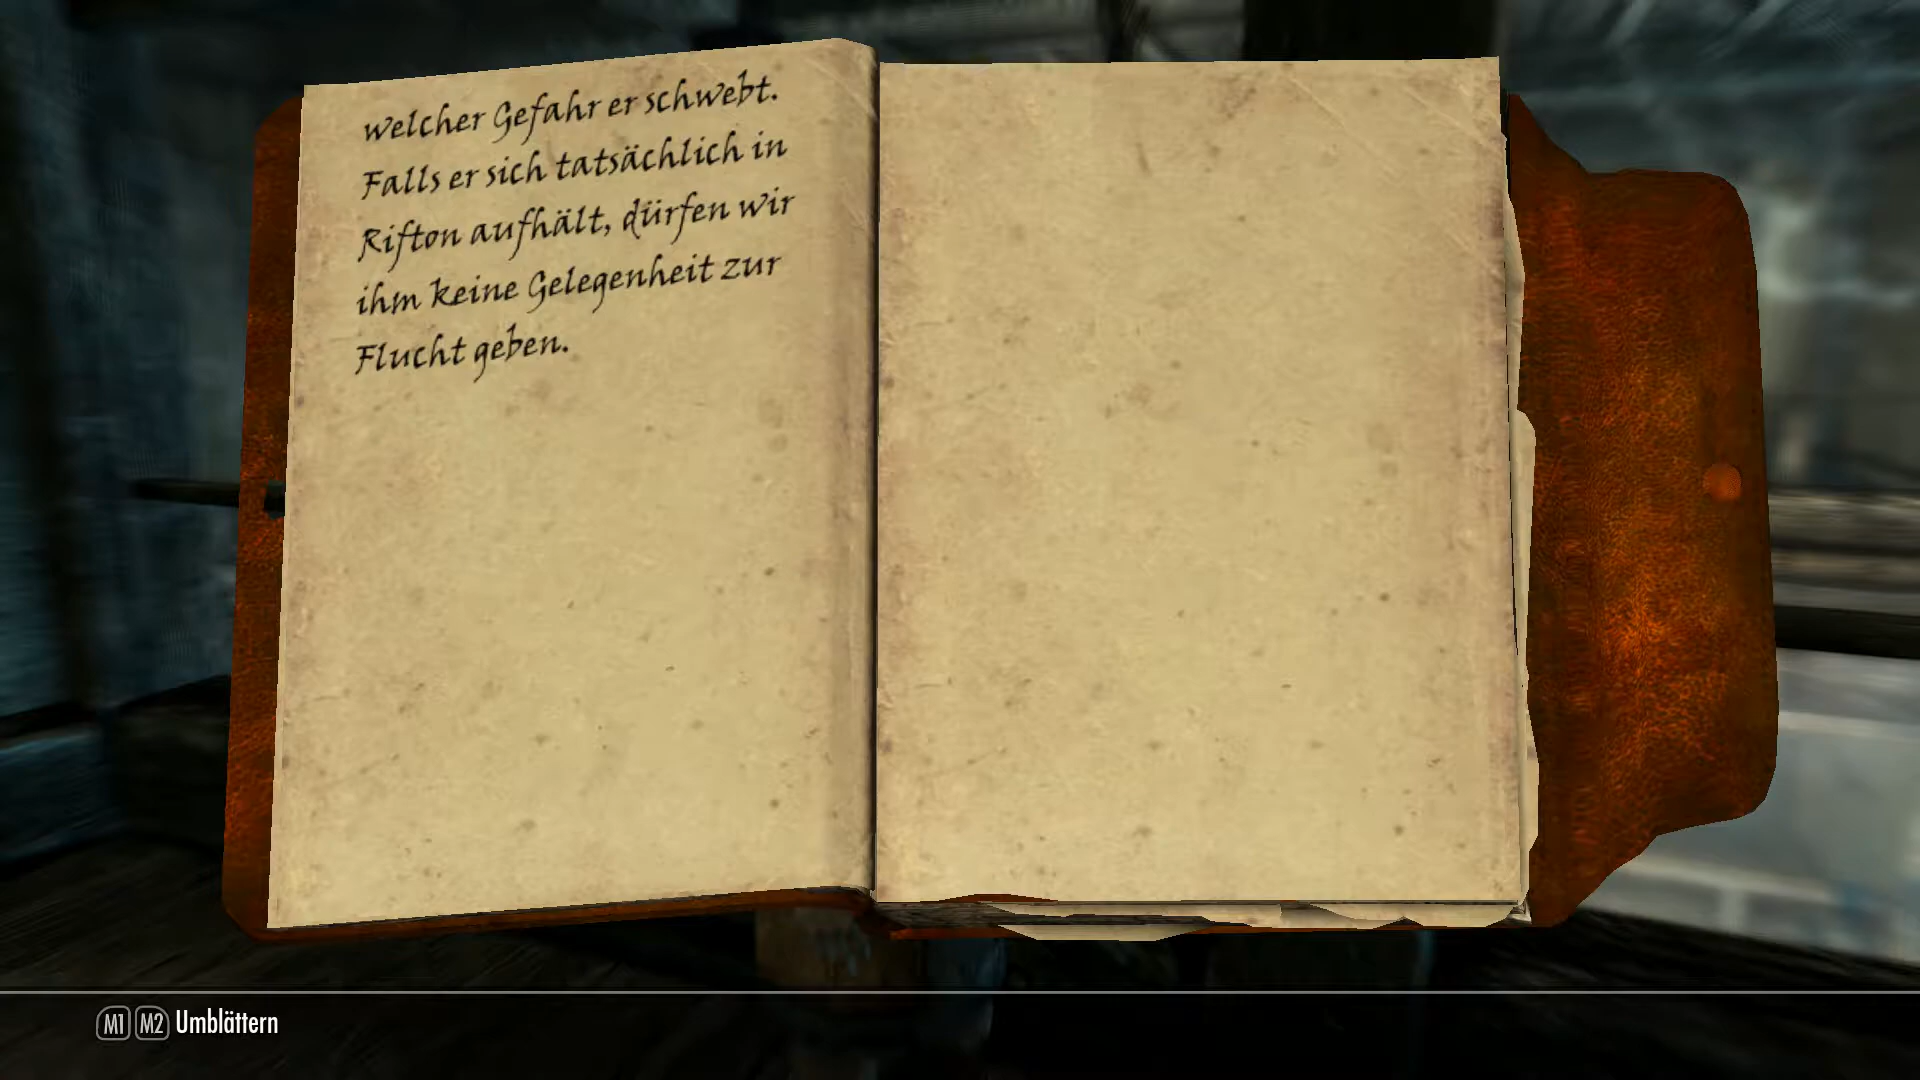 welcher Gefahr er schwebt.
Falls er sich tatsächlich in
Rifton aufhält, dürfen wir
ihm keine Gelegenheit zur
Flucht geben.
M1 M2 Umblättern